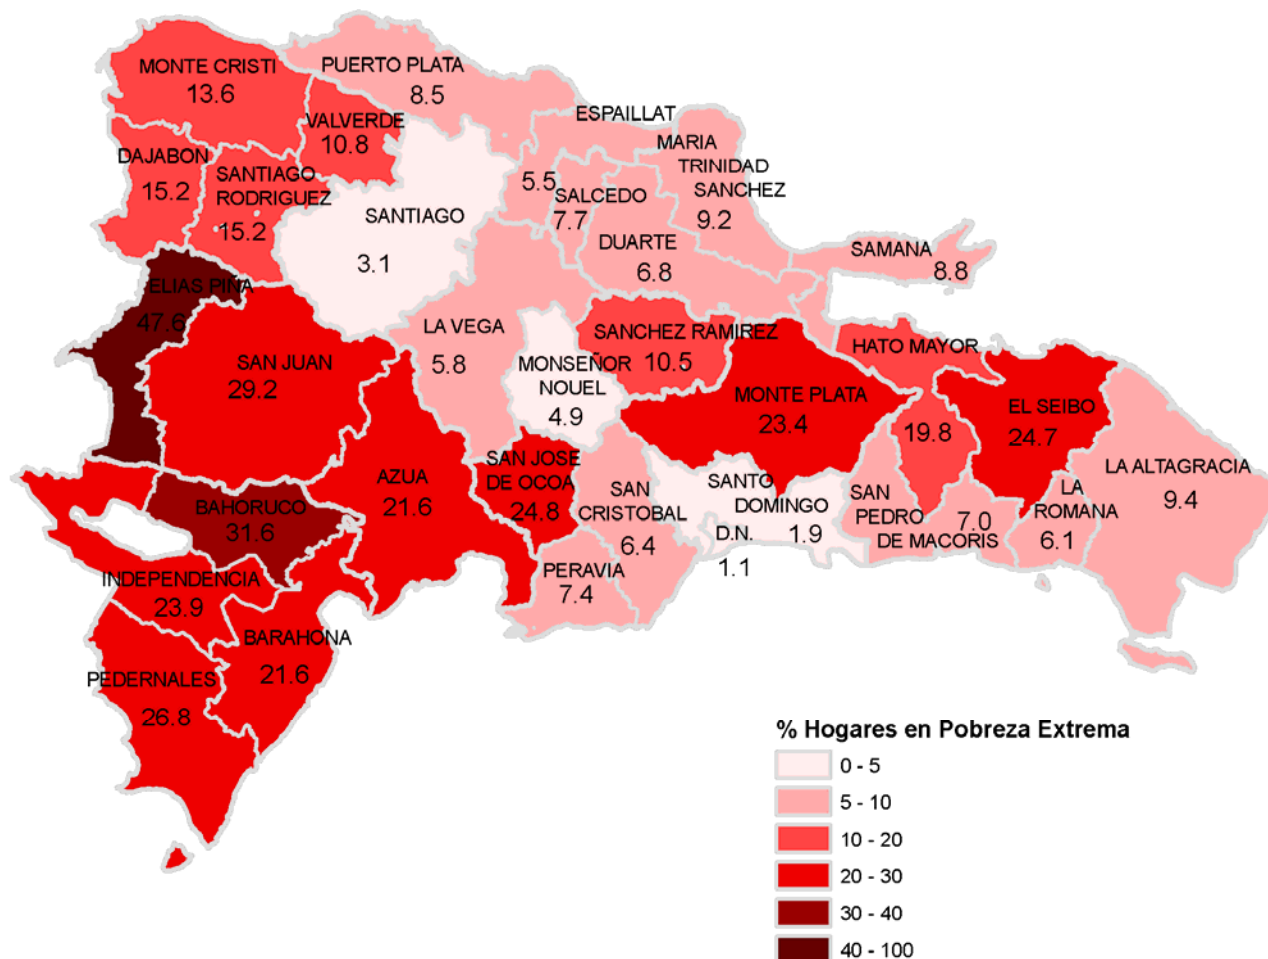 MONTE CRISTI
13.6
PUERTO PLATA
8.5
VALVERDE
10.8
ESPAILLAT
5.5
MARIA
TRINIDAD
SANCHEZ
9.2
DAJABON
15.2
SANTIAGO
RODRIGUEZ
15.2
SANTIAGO
3.1
SALCEDO
7.7
DUARTE
6.8
SAMANA
8.8
ELIAS PIÑA
47.6
SAN JUAN
29.2
LA VEGA
5.8
MONSEÑOR
NOUEL
4.9
SANCHEZ RAMIREZ
10.5
MONTE PLATA
23.4
HATO MAYOR
19.8
EL SEIBO
24.7
LA ALTAGRACIA
9.4
BAHORUCO
31.6
AZUA
21.6
SAN JOSE
DE OCOA
24.8
SAN
CRISTOBAL
6.4
SANTO
DOMINGO
1.9
D.N.
1.1
SAN
PEDRO
DE MACORIS
7.0
LA
ROMANA
6.1
PERAVIA
7.4
INDEPENDENCIA
23.9
BARAHONA
21.6
PEDERNALES
26.8
% Hogares en Pobreza Extrema
0 - 5
5 - 10
10 - 20
20 - 30
30 - 40
40 - 100